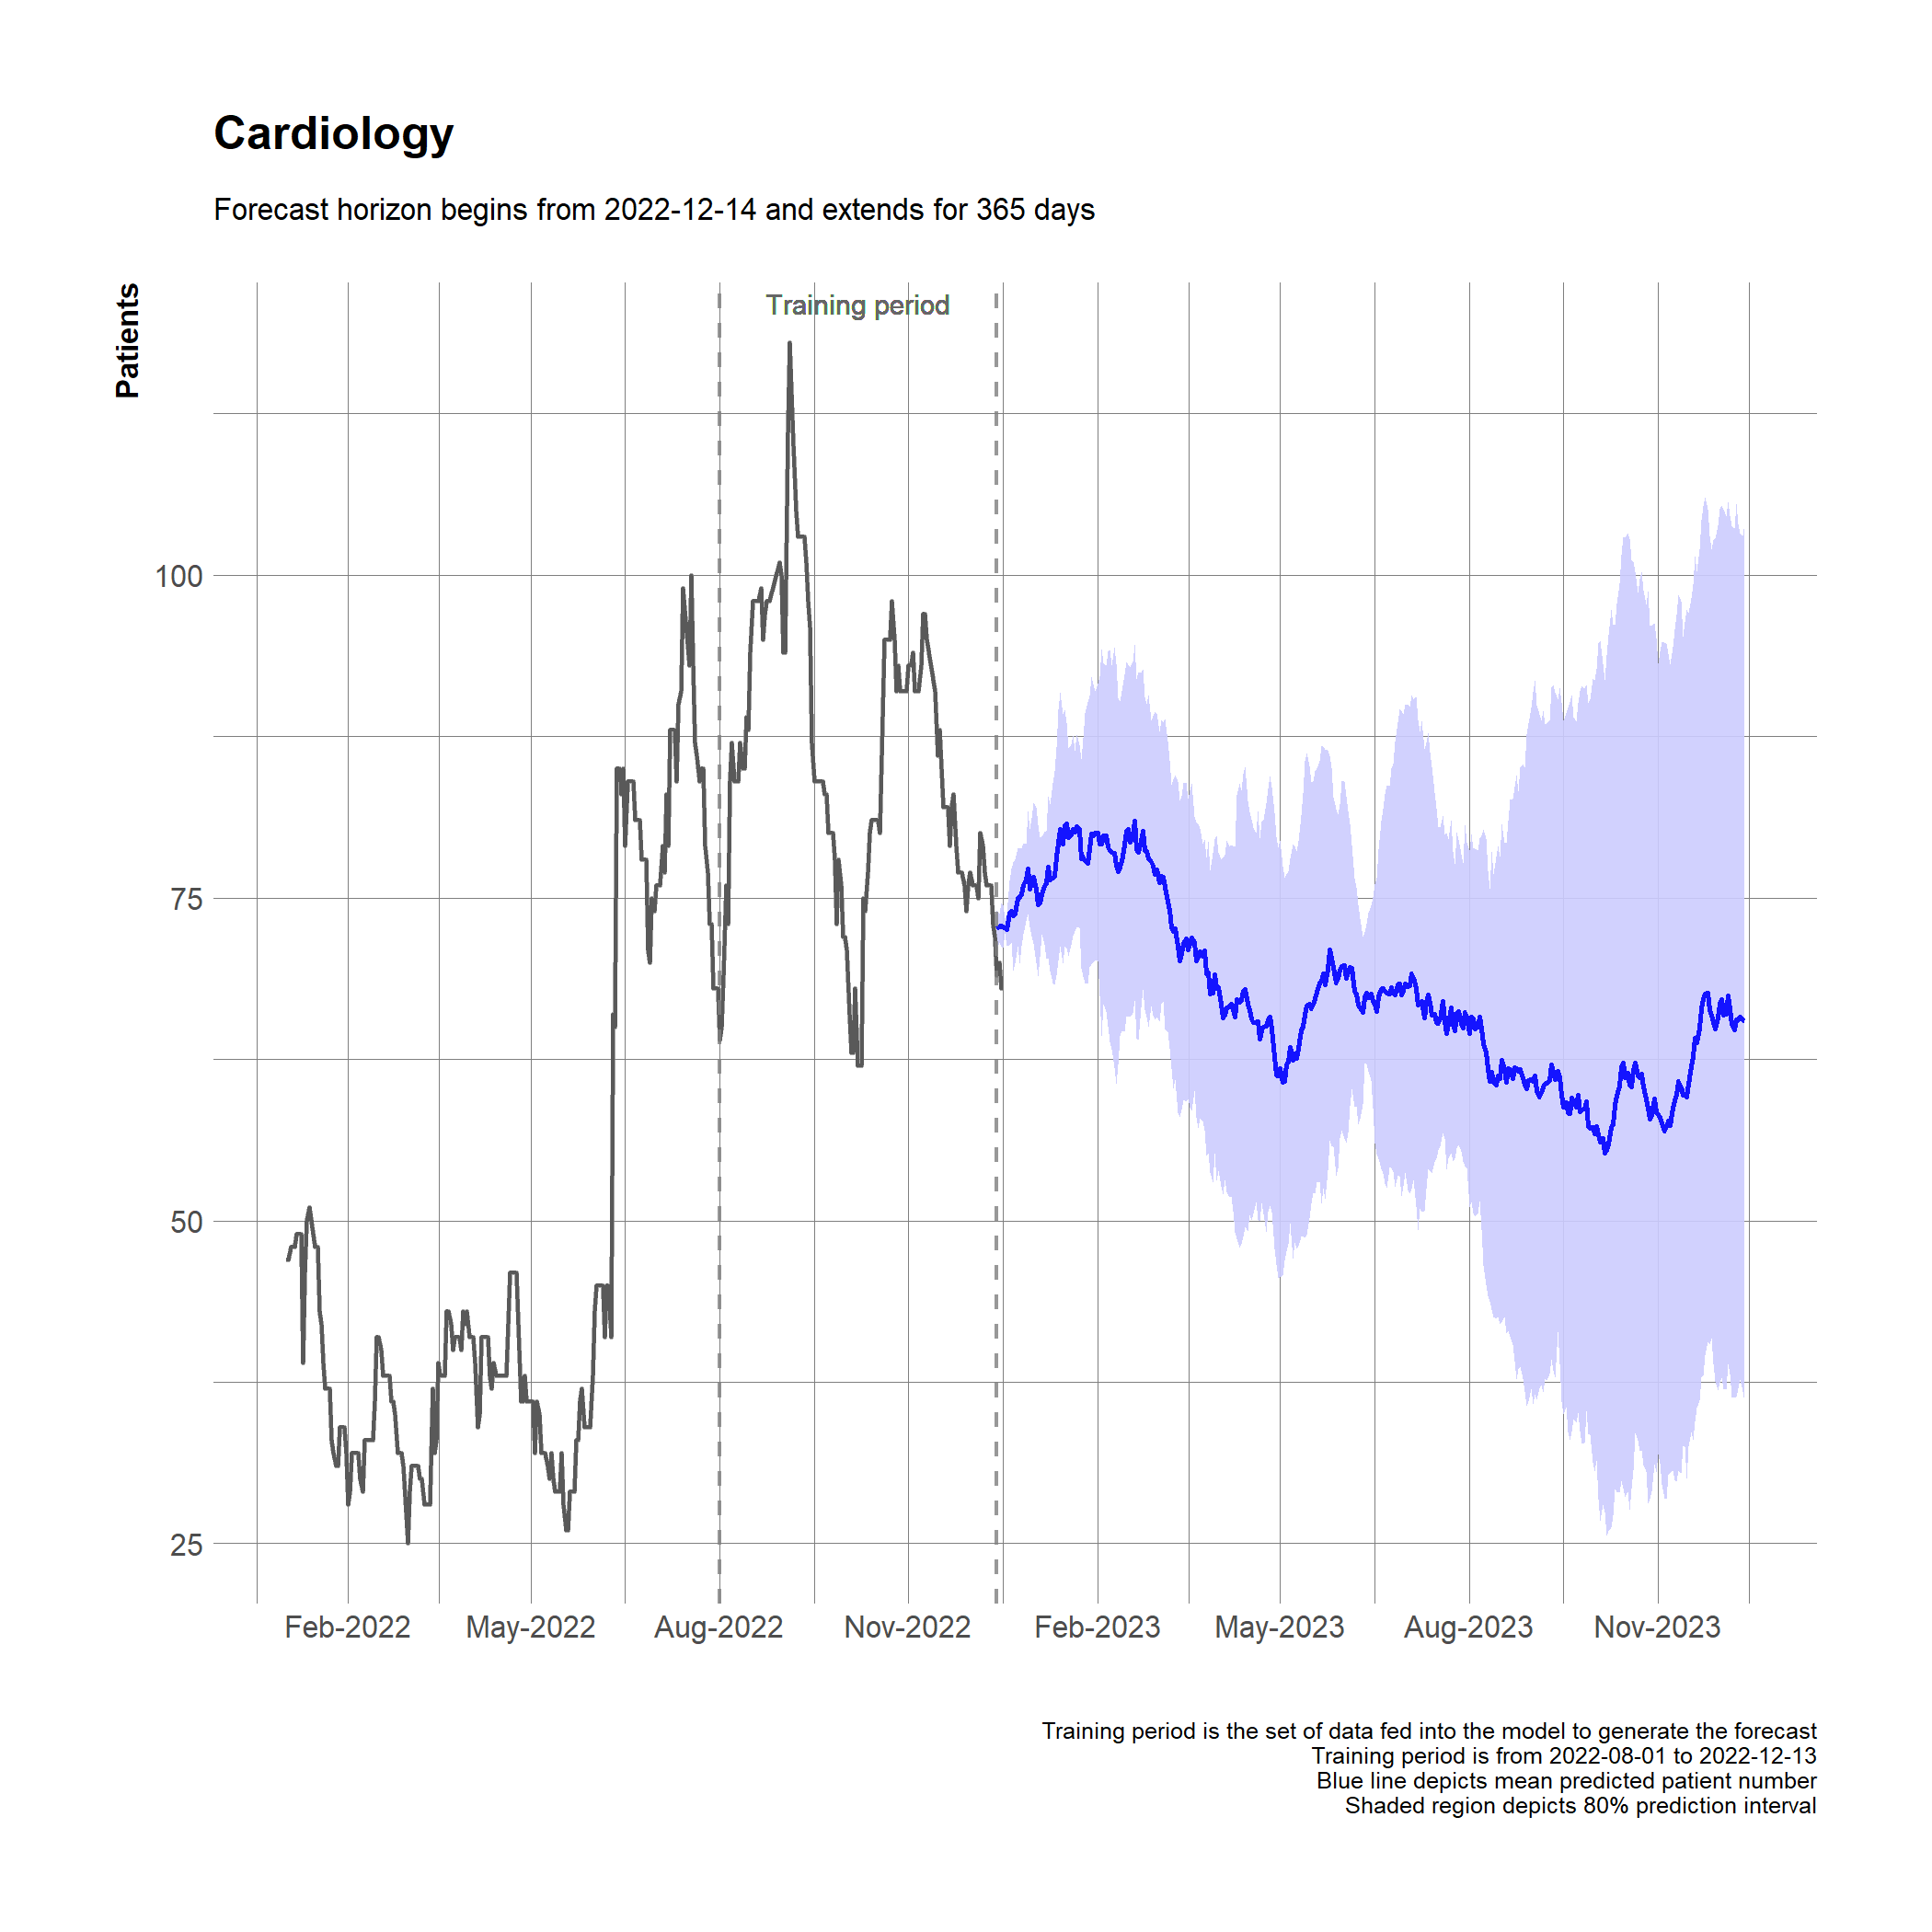 Cardiology
Forecast horizon begins from 2022-12-14 and extends for 365 days
Patients
Training period
100
75
50
25
Feb-2022
May-2022
Aug-2022
Nov-2022
Feb-2023
May-2023
Aug-2023
Nov-2023
Training period is the set of data fed into the model to generate the forecast
Training period is from 2022-08-01 to 2022-12-13
Blue line depicts mean predicted patient number
Shaded region depicts 80% prediction interval